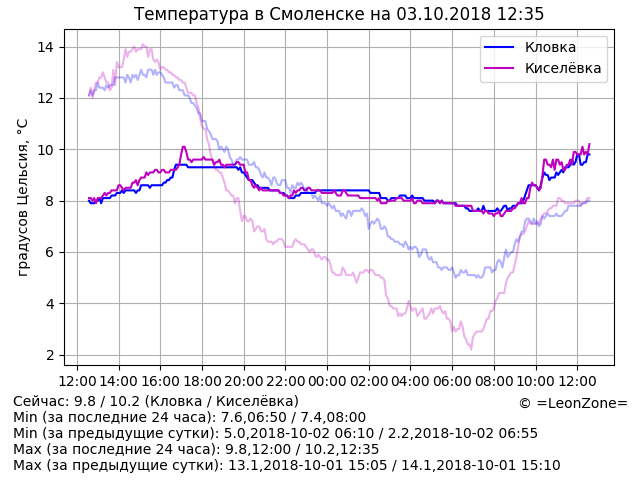 Температура в Смоленске на 03.10.2018 12:35
Кловка
Киселёвка
градусов Цельсия, °C
14
12
10
8
6
4
2
12:00 14:00 16:00 18:00 20:00 22:00 00:00 02:00 04:00 06:00 08:00 10:00 12:00
Сейчас: 9.8 / 10.2 (Кловка / Киселёвка)
© =LeonZone=
Min (за последние 24 часа): 7.6,06:50 / 7.4,08:00
Min (за предыдущие сутки): 5.0,2018-10-02 06:10 / 2.2,2018-10-02 06:55
Max (за последние 24 часа): 9.8,12:00 / 10.2,12:35
Max (за предыдущие сутки): 13.1,2018-10-01 15:05 / 14.1,2018-10-01 15:10